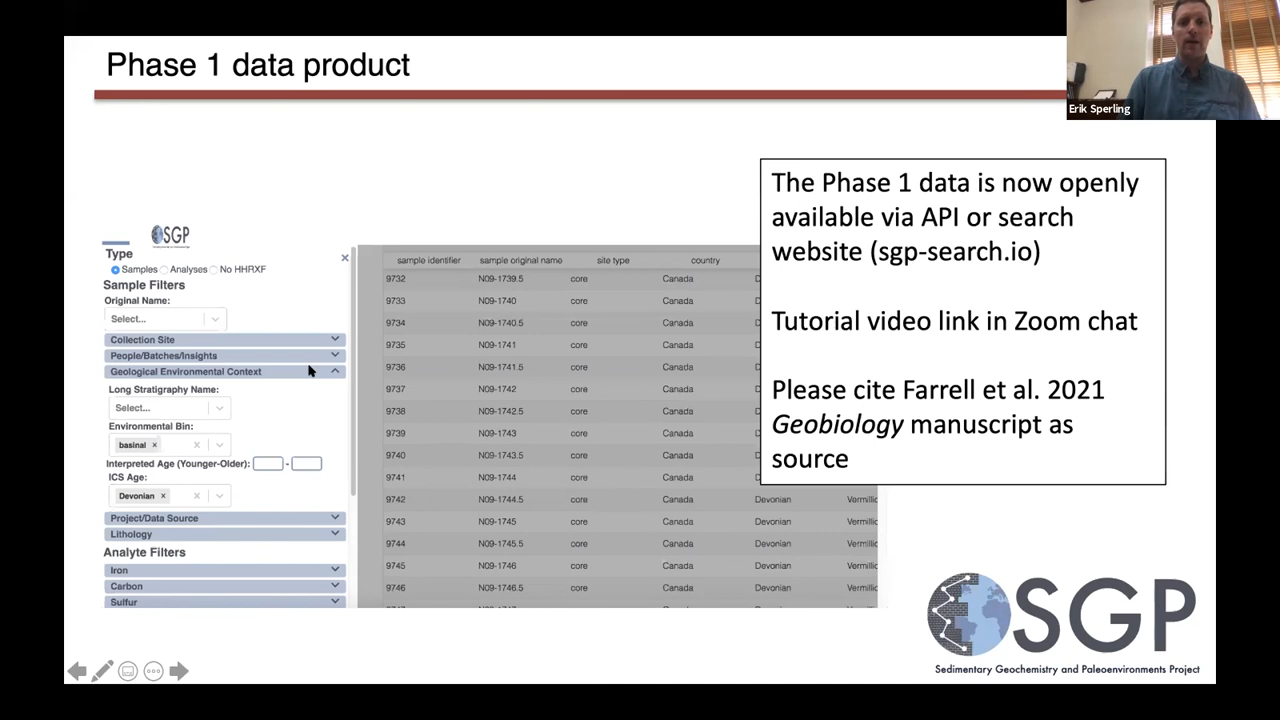 Phase 1 data product
Erik Sperling
SGP
Type
Samples Analyses No HHRXF
Sample Filters
Original Name:
Select...
Collection Site
People/Batches/Insights
Geological Environmental Context
Long Stratigraphy Name:
Select...
Environmental Bin:
basinal ×
Interpreted Age (Younger-Older): -
ICS Age:
Devonian ×
Project/Data Source
Lithology
Analyte Filters
Iron
Carbon
Sulfur
sample identifier sample original name site type country
9732 N09-1739.5 core Canada
9733 N09-1740 core Canada
9734 N09-1740.5 core Canada
9735 N09-1741 core Canada
9736 N09-1741.5 core Canada
9737 N09-1742 core Canada
9738 N09-1742.5 core Canada
9739 N09-1743 core Canada
9740 N09-1743.5 core Canada
9741 N09-1744 core Canada
9742 N09-1744.5 core Canada Devonian Vermillic
9743 N09-1745 core Canada Devonian Vermillic
9744 N09-1745.5 core Canada Devonian Vermillic
9745 N09-1746 core Canada Devonian Vermillic
9746 N09-1746.5 core Canada Devonian Vermillic
The Phase 1 data is now openly
available via API or search
website (sgp-search.io)
Tutorial video link in Zoom chat
Please cite Farrell et al. 2021
Geobiology manuscript as
source
SGP
Sedimentary Geochemistry and Paleoenvironments Project